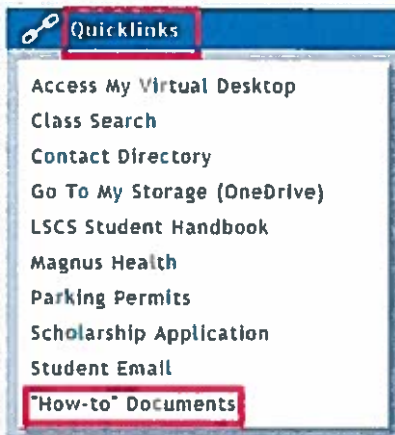 Quicklinks
Access My Virtual Desktop
Class Search
Contact Directory
Go To My Storage (OneDrive)
LSCS Student Handbook
Magnus Health
Parking Permits
Scholarship Application
Student Email
"How-to" Documents